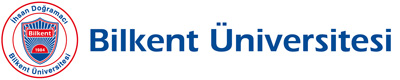 İhsan Doğramacı
Bilkent
1984
Bilkent Üniversitesi
Bilkent Üniversitesi